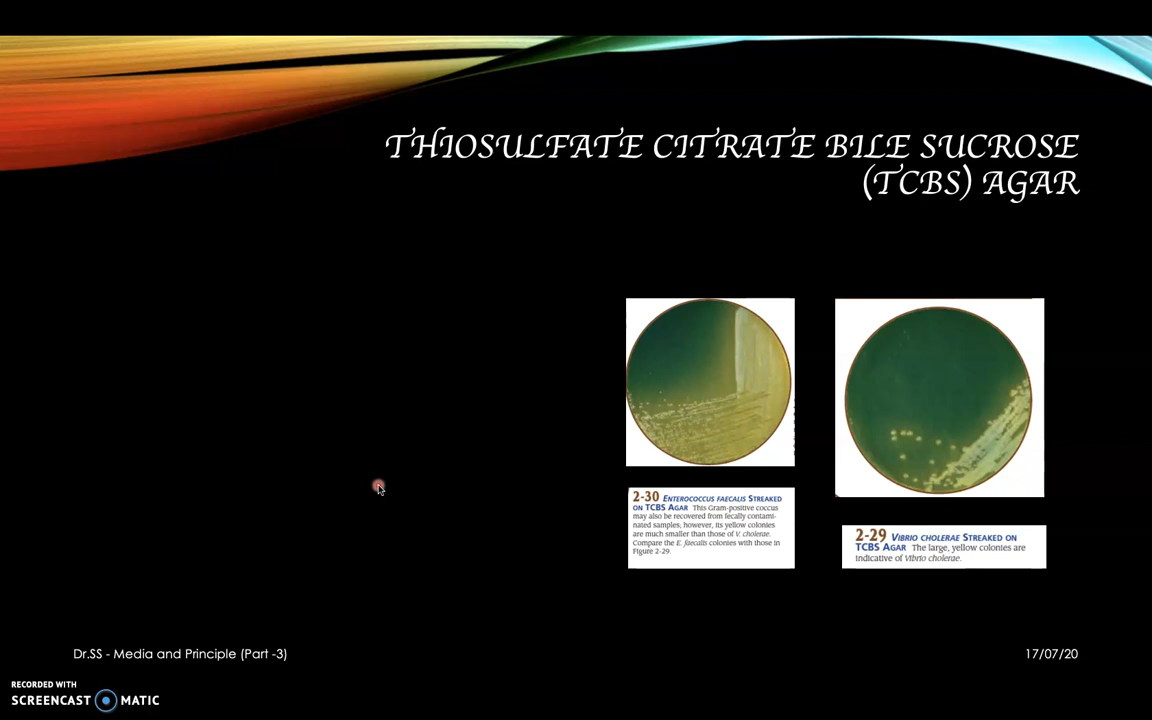 THIOSULFATE CITRATE BILE SUCROSE
(TCBS) AGAR
2-30 ENTEROCOCCUS FAECALIS STREAKED
ON TCBS AGAR This Gram-positive coccus
may also be recovered from fecally contami-
nated samples; however, its yellow colonies
are much smaller than those of V. cholerae.
Compare the E. faecalis colonies with those in
Figure 2-29.
2-29 VIBRIO CHOLERAE STREAKED ON
TCBS AGAR The large, yellow colonies are
indicative of Vibrio cholerae.
Dr.SS - Media and Principle (Part -3)
17/07/20
RECORDED WITH
SCREENCAST MATIC